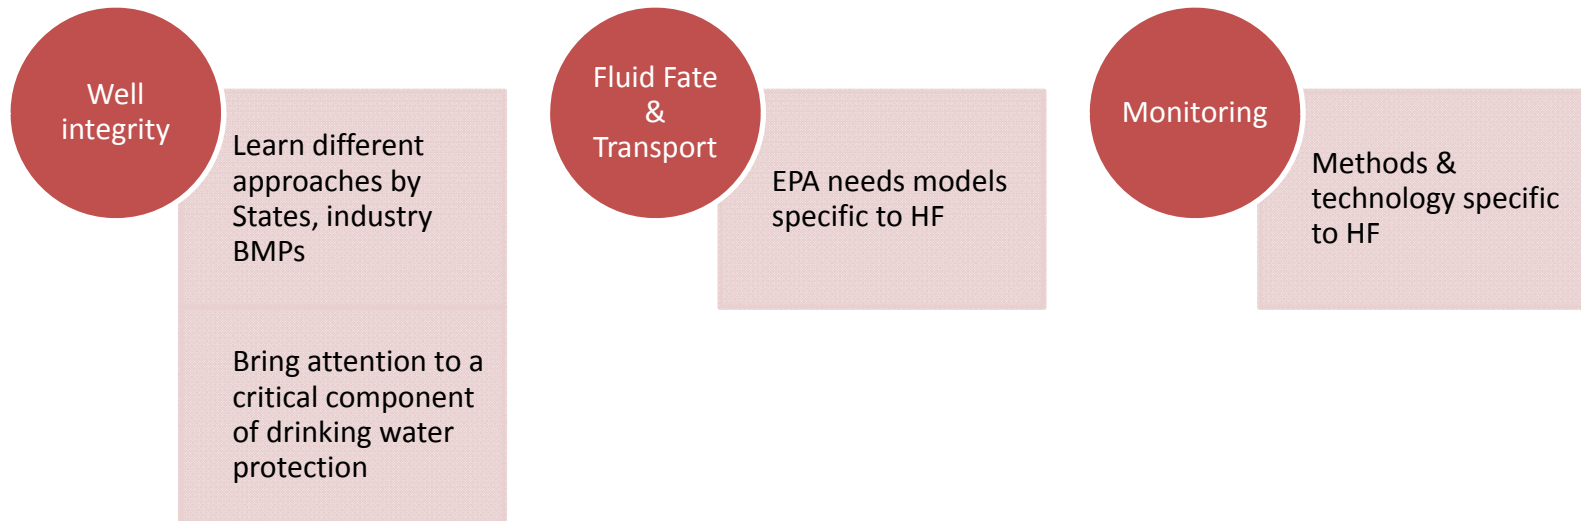 Well
integrity
Learn different
approaches by
States, industry
BMPs
Bring attention to a
critical component
of drinking water
protection
Fluid Fate
&
Transport
EPA needs models
specific to HF
Monitoring
Methods &
technology specific
to HF